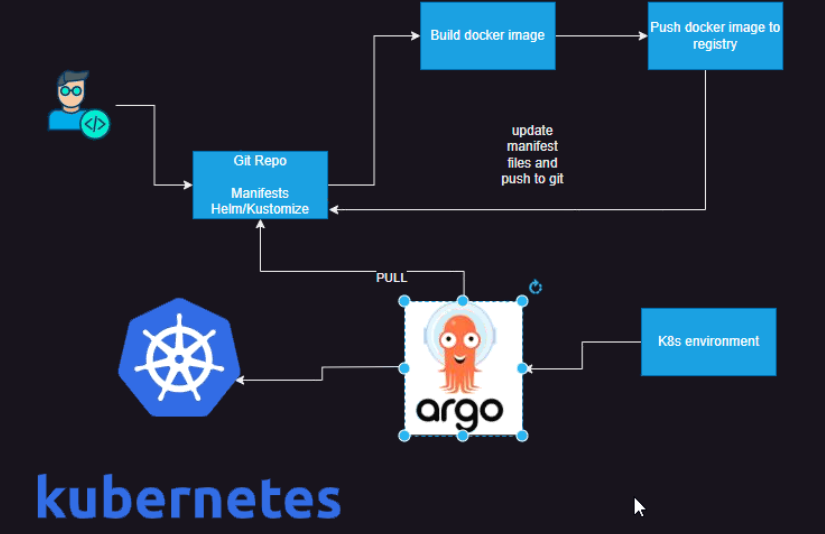 Build docker image
Push docker image to
registry
update
manifest
files and
push to git
Git Repo
Manifests
Helm/Kustomize
PULL
argo
K8s environment
kubernetes